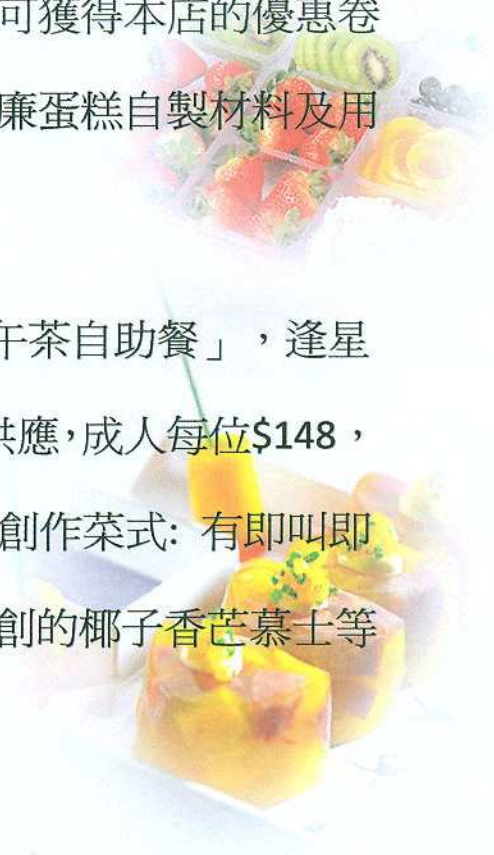 可獲得本店的優惠卷
廉蛋糕自製材料及用
午茶自助餐」，逢星
供應，成人每位$148，
創作菜式: 有即叫即
創的椰子香芒慕士等